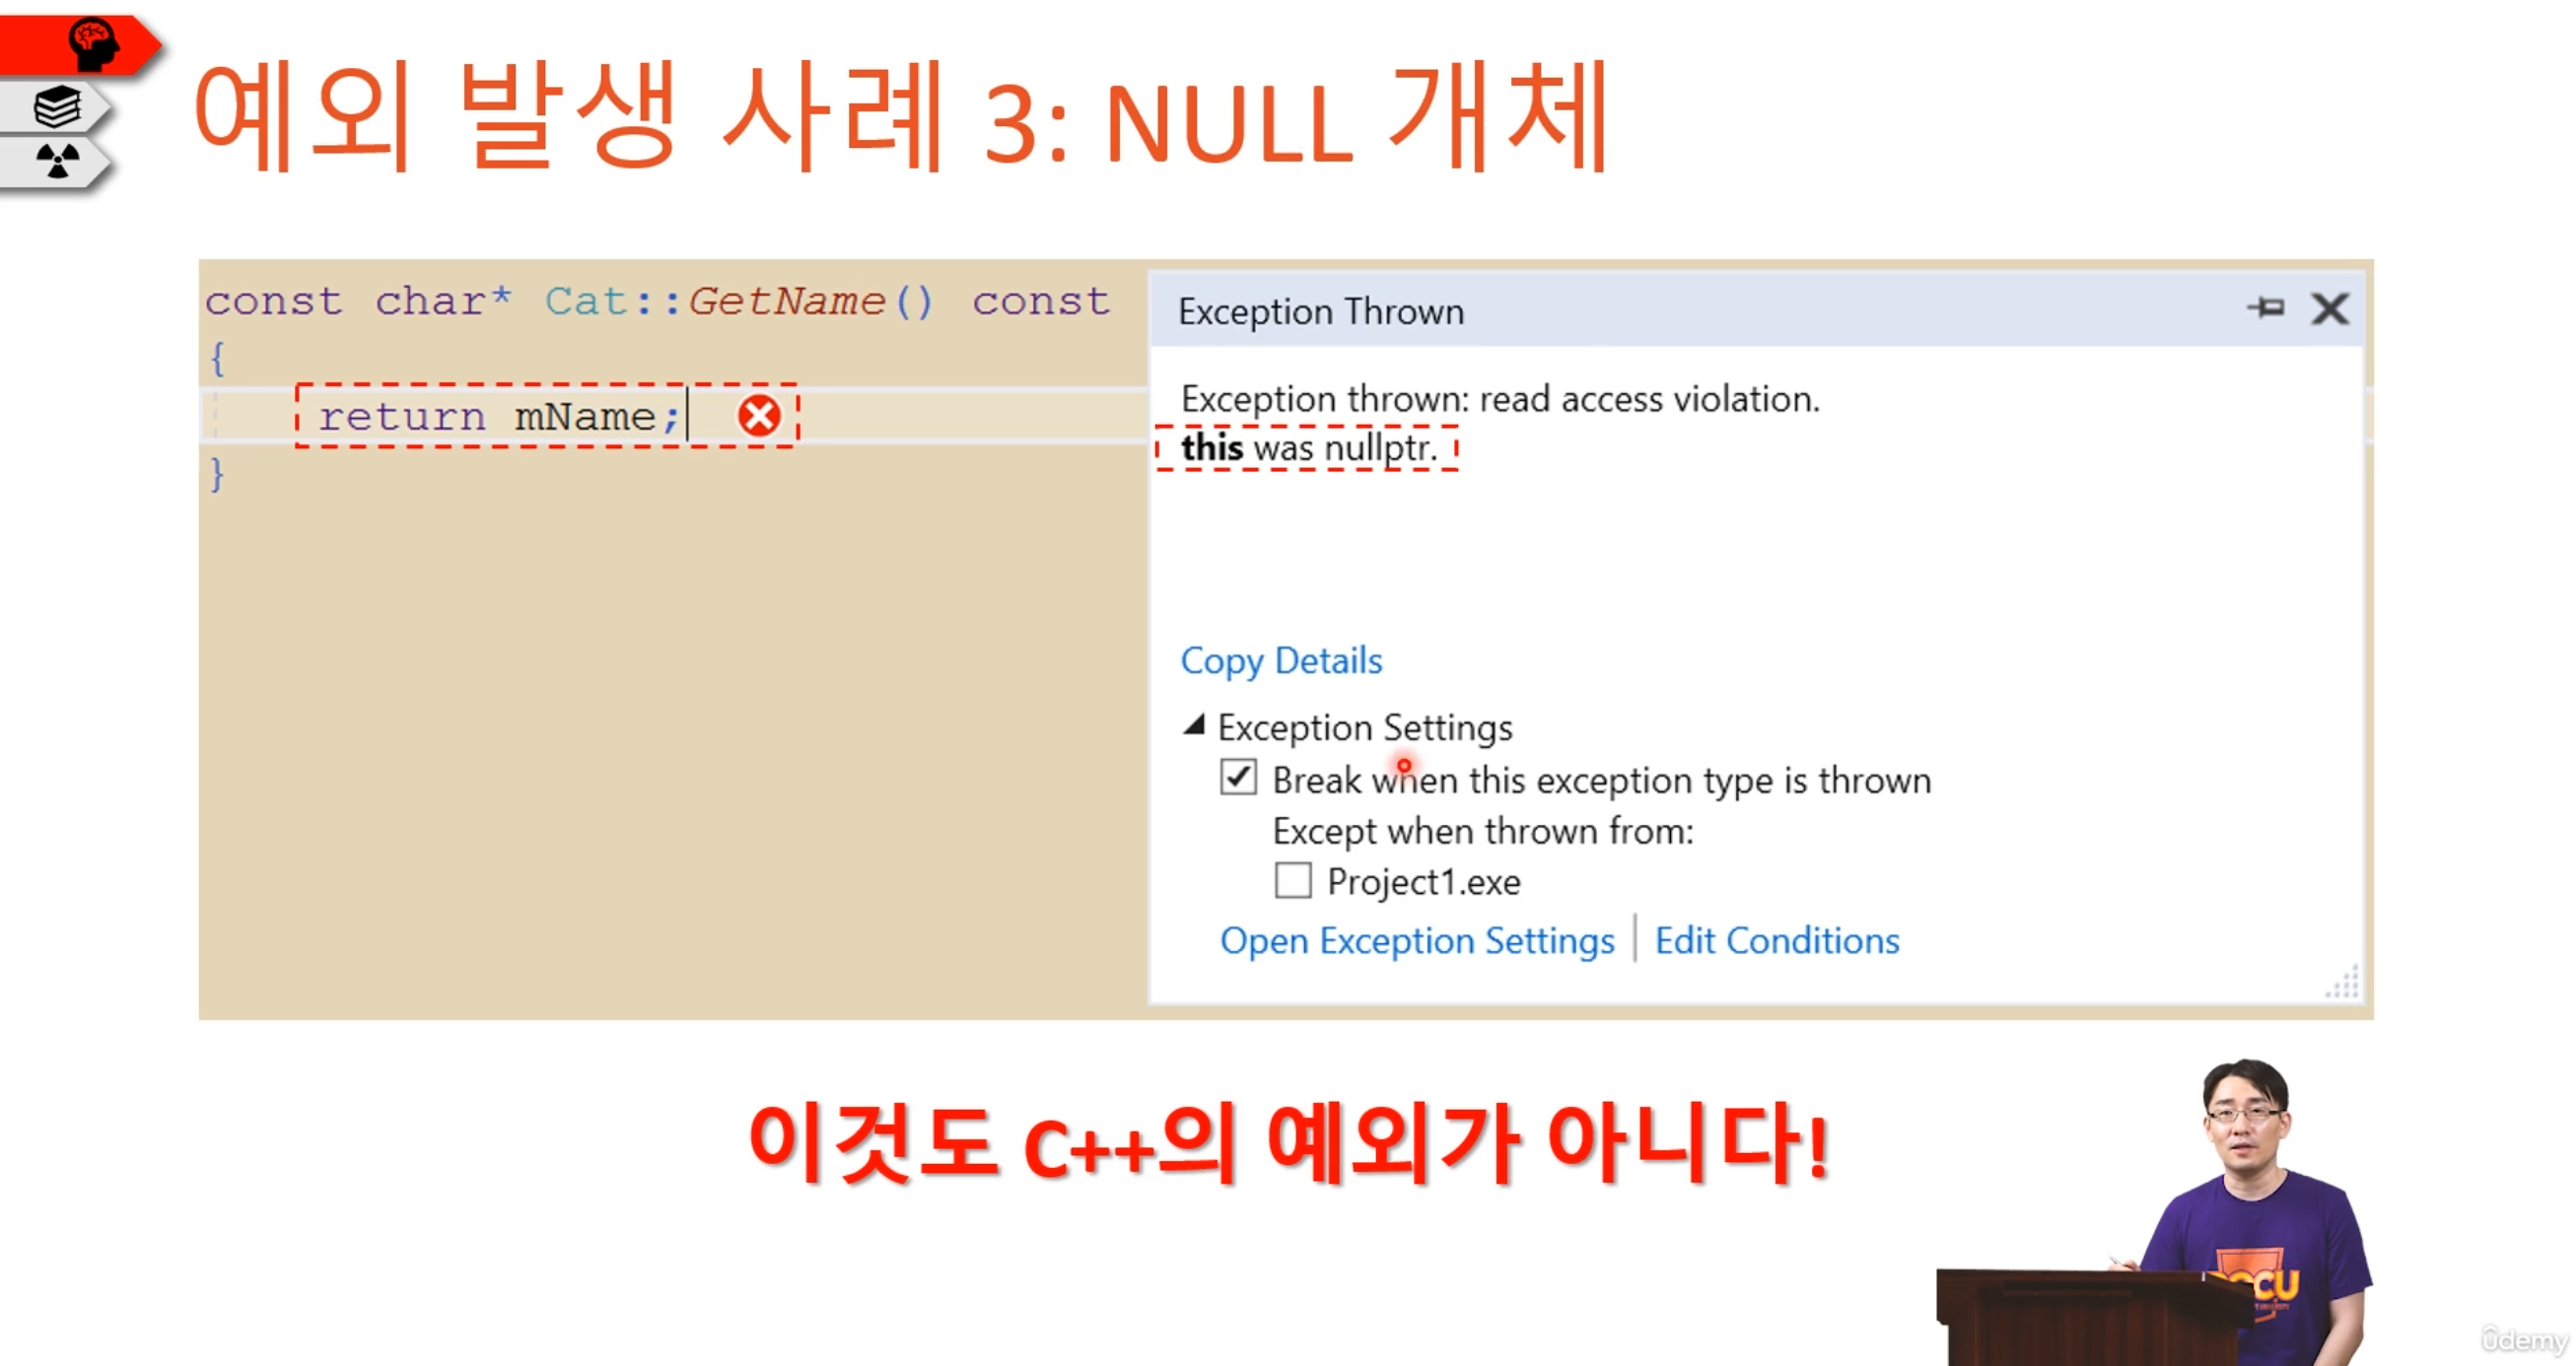 예외 발생 사례 3: NULL 개체
const char* Cat::GetName() const
{
return mName;
}
Exception Thrown
Exception thrown: read access violation.
this was nullptr.
Copy Details
Exception Settings
Break when this exception type is thrown
Except when thrown from:
Project1.exe
Open Exception Settings | Edit Conditions
이것도 C++의 예외가 아니다!
udemy